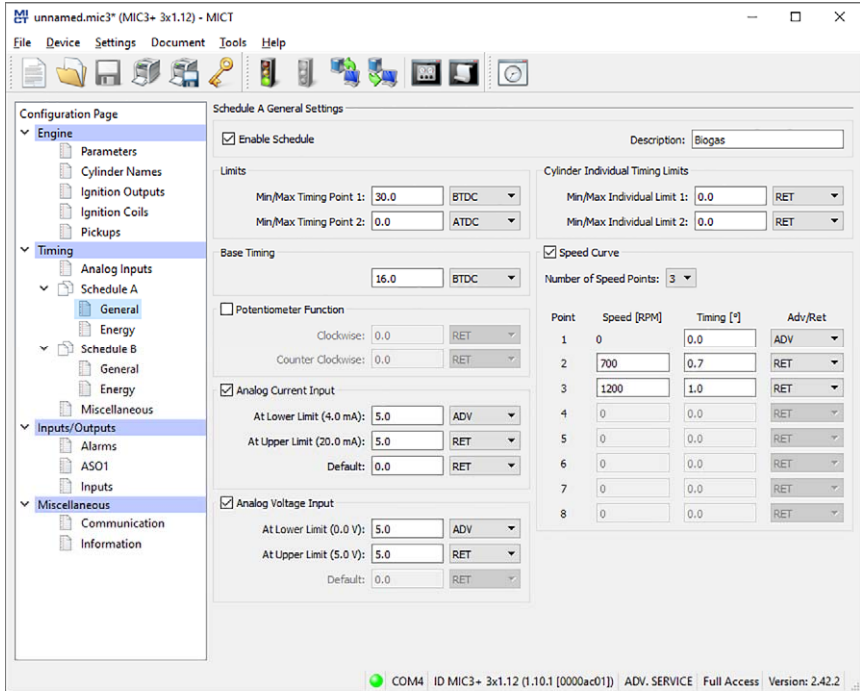 MICT unnamed.mic3* (MIC3+ 3x1.12) - MICT
File Device Settings Document Tools Help
Configuration Page
Engine
Parameters
Cylinder Names
Ignition Outputs
Ignition Coils
Pickups
Timing
Analog Inputs
Schedule A
General
Energy
Schedule B
General
Energy
Miscellaneous
Inputs/Outputs
Alarms
ASO1
Inputs
Miscellaneous
Communication
Information
Schedule A General Settings
Enable Schedule
Description: Biogas
Limits
Min/Max Timing Point 1: 30.0 BTDC
Min/Max Timing Point 2: 0.0 ATDC
Base Timing
16.0 BTDC
Potentiometer Function
Clockwise: 0.0 RET
Counter Clockwise: 0.0 RET
Analog Current Input
At Lower Limit (4.0 mA): 5.0 ADV
At Upper Limit (20.0 mA): 5.0 RET
Default: 0.0 RET
Analog Voltage Input
At Lower Limit (0.0 V): 5.0 ADV
At Upper Limit (5.0 V): 5.0 RET
Default: 0.0 RET
Cylinder Individual Timing Limits
Min/Max Individual Limit 1: 0.0 RET
Min/Max Individual Limit 2: 0.0 RET
Speed Curve
Number of Speed Points: 3
Point Speed [RPM] Timing [°] Adv/Ret
1 0 0.0 ADV
2 700 0.7 RET
3 1200 1.0 RET
4 0 0.0 RET
5 0 0.0 RET
6 0 0.0 RET
7 0 0.0 RET
8 0 0.0 RET
COM4 ID MIC3+ 3x1.12 (1.10.1 [0000ac01]) ADV. SERVICE Full Access Version: 2.42.2